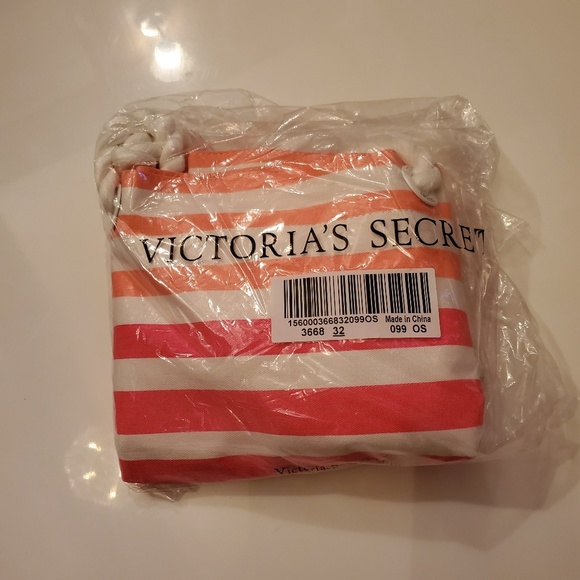 VICTORIA'S SECRET
156000366832099OS Made in China
3668 32 099 OS